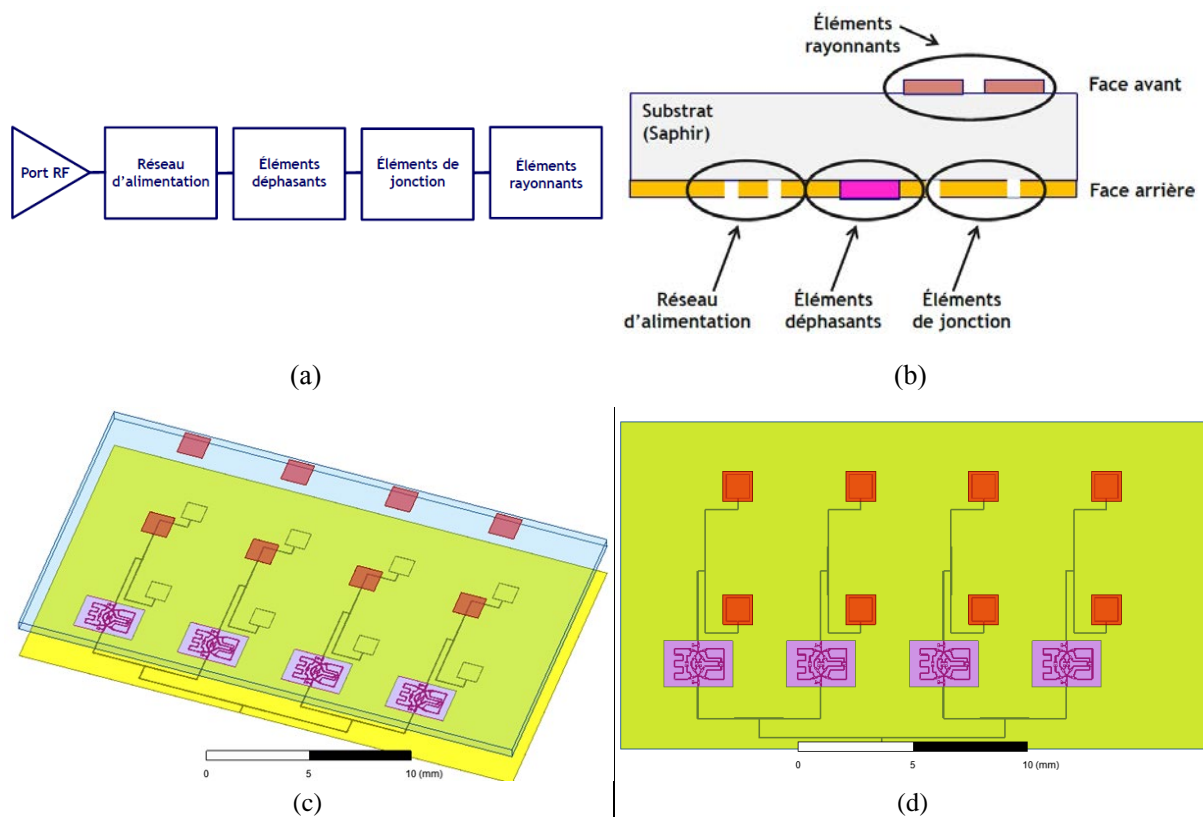 Port RF
Réseau
d'alimentation
Éléments
déphasants
Éléments de
jonction
Éléments
rayonnants
(a)
Éléments
rayonnants
Face avant
Substrat
(Saphir)
Face arrière
Réseau
d'alimentation
Éléments
déphasants
Éléments
de jonction
(b)
0 5 10 (mm)
(c)
0 5 10 (mm)
(d)